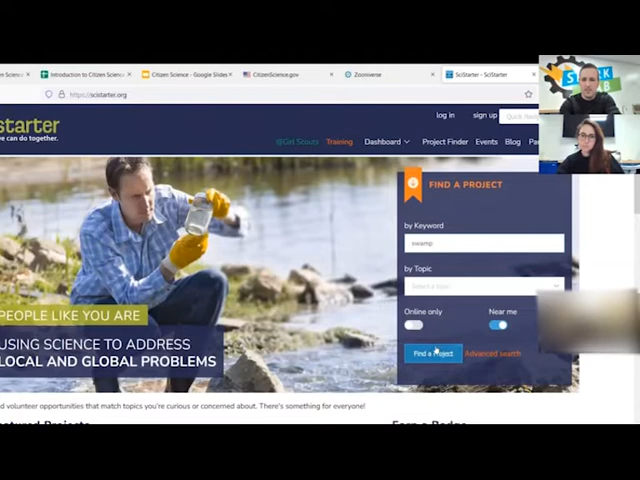 Citizen Science
Introduction to Citizen Science
Citizen Science - Google Slides
CitizenScience.gov
Zooniverse
SciStarter - SciStarter
https://scistarter.org
log in
sign up
starter
we can do together.
@Girl Scouts
Training
Dashboard
Project Finder
Events
Blog
FIND A PROJECT
by Keyword
swamp
by Topic
Select a topic
Online only
Near me
Find a Project
Advanced search
PEOPLE LIKE YOU ARE
USING SCIENCE TO ADDRESS
LOCAL AND GLOBAL PROBLEMS
d volunteer opportunities that match topics you're curious or concerned about. There's something for everyone!